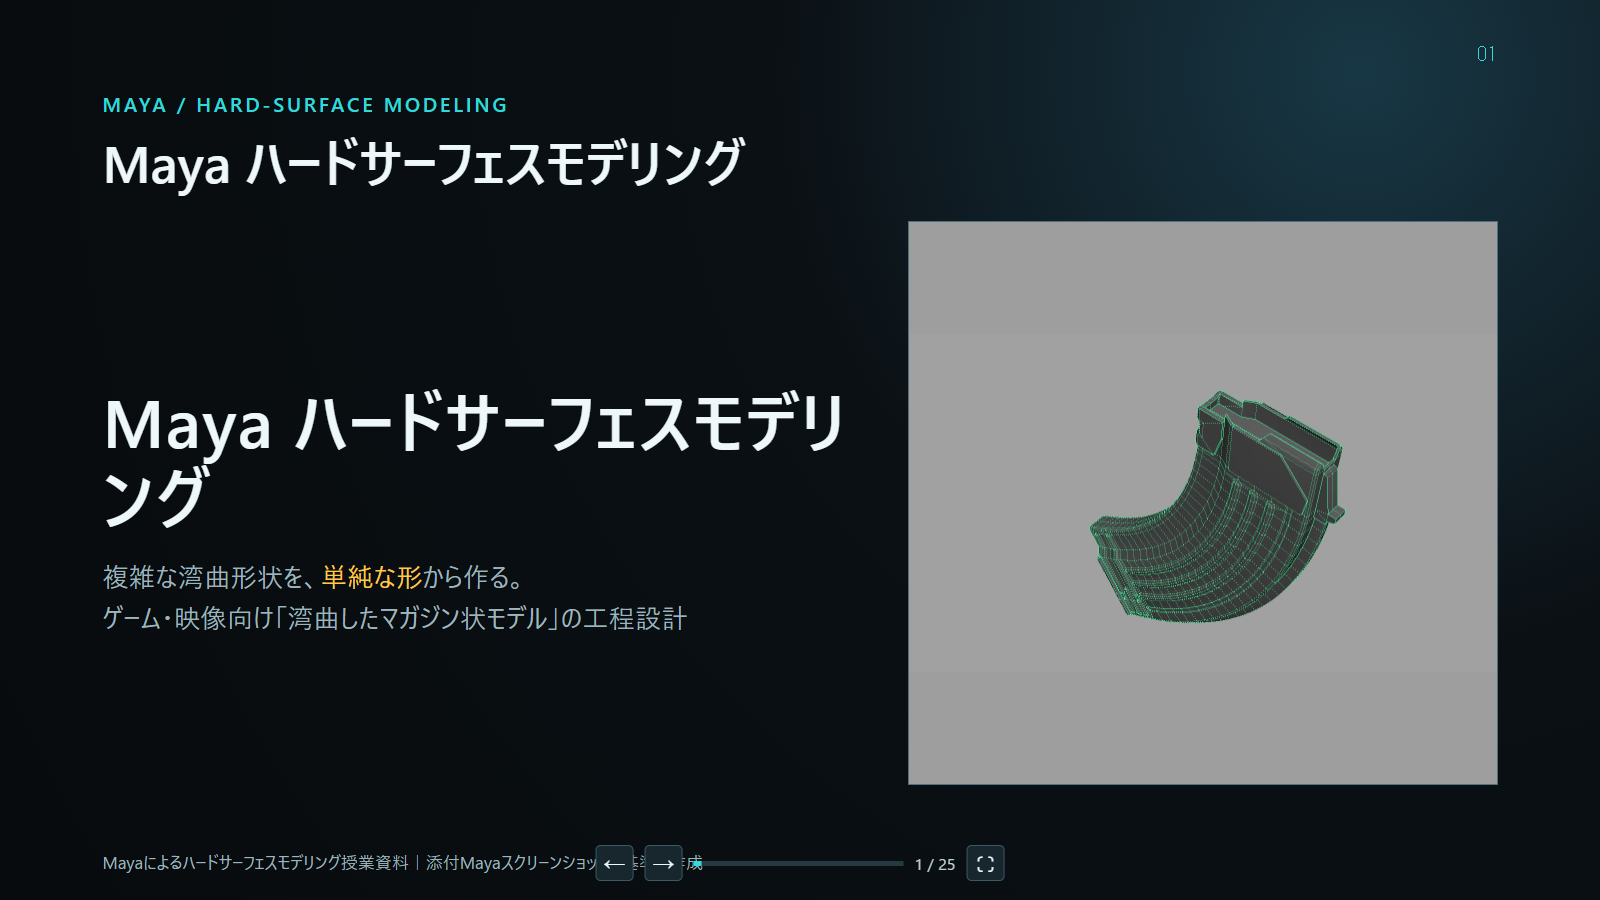 01
MAYA / HARD-SURFACE MODELING
Maya ハードサーフェスモデリング
Maya ハードサーフェスモデリ
ング
複雑な湾曲形状を、単純な形から作る。
ゲーム・映像向け「湾曲したマガジン状モデル」の工程設計
Mayaによるハードサーフェスモデリング授業資料 | 添付Mayaスクリーンショッ
← → 1 / 25